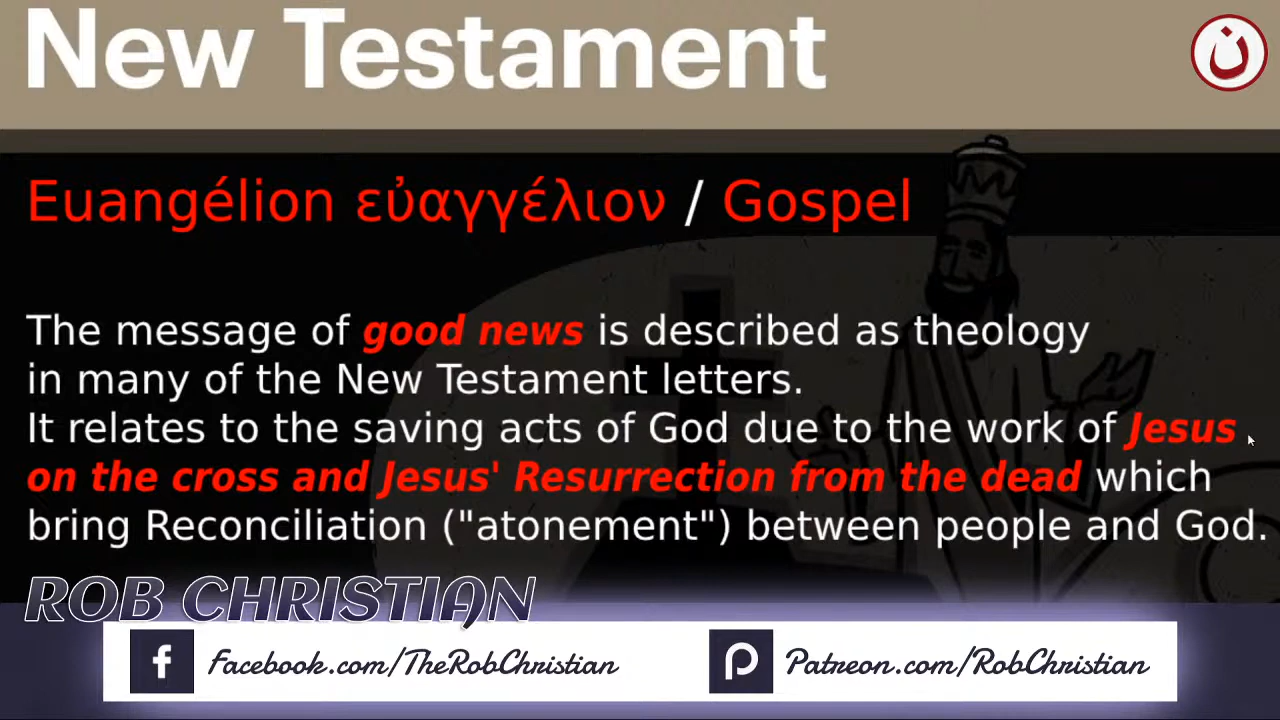 New Testament
ن
Euangélion εὐαγγέλιον / Gospel
The message of good news is described as theology
in many of the New Testament letters.
It relates to the saving acts of God due to the work of Jesus
on the cross and Jesus' Resurrection from the dead which
bring Reconciliation ("atonement") between people and God.
ROB CHRISTIAN
Facebook.com/TheRobChristian
Patreon.com/RobChristian